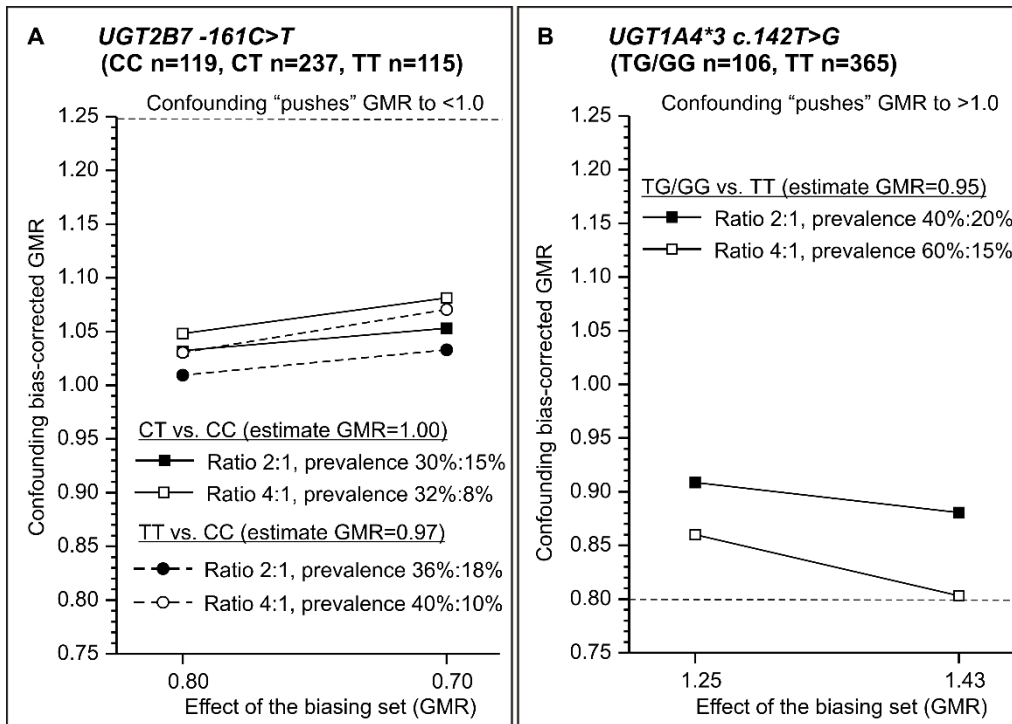 A UGT2B7 -161C>T
(CC n=119, CT n=237, TT n=115)
Confounding “pushes” GMR to <1.0
Confounding bias-corrected GMR
1.25
1.20
1.15
1.10
1.05
1.00
0.95
0.90
0.85
0.80
0.75
CT vs. CC (estimate GMR=1.00)
Ratio 2:1, prevalence 30%:15%
Ratio 4:1, prevalence 32%:8%
TT vs. CC (estimate GMR=0.97)
Ratio 2:1, prevalence 36%:18%
Ratio 4:1, prevalence 40%:10%
0.80 0.70
Effect of the biasing set (GMR)
B UGT1A4*3 c.142T>G
(TG/GG n=106, TT n=365)
Confounding “pushes” GMR to >1.0
Confounding bias-corrected GMR
1.25
1.20
1.15
1.10
1.05
1.00
0.95
0.90
0.85
0.80
0.75
TG/GG vs. TT (estimate GMR=0.95)
Ratio 2:1, prevalence 40%:20%
Ratio 4:1, prevalence 60%:15%
1.25 1.43
Effect of the biasing set (GMR)